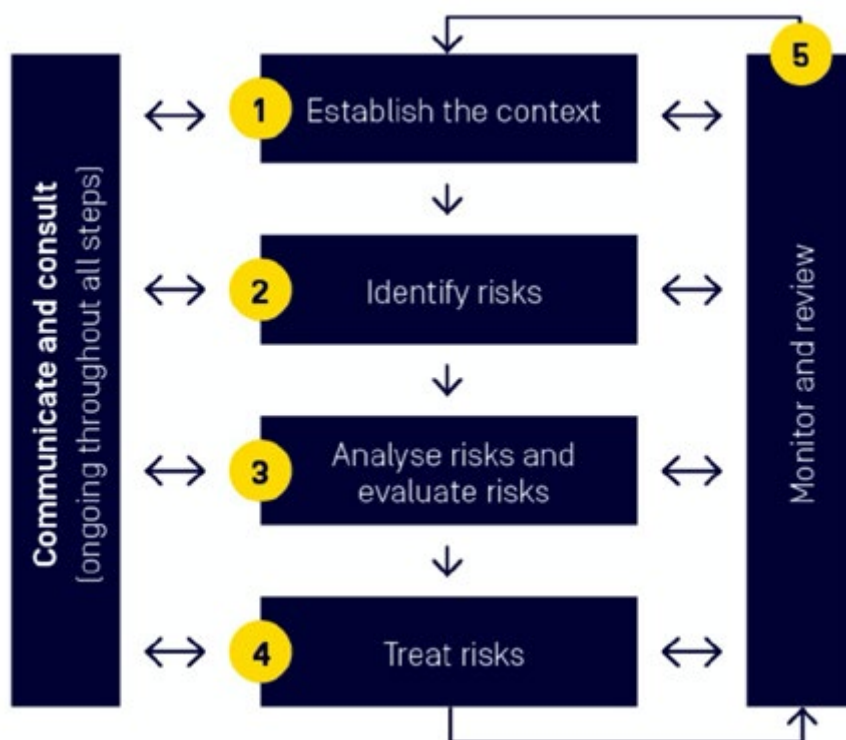 Communicate and consult
(ongoing throughout all steps)
1
Establish the context
2
Identify risks
3
Analyse risks and
evaluate risks
4
Treat risks
5
Monitor and review